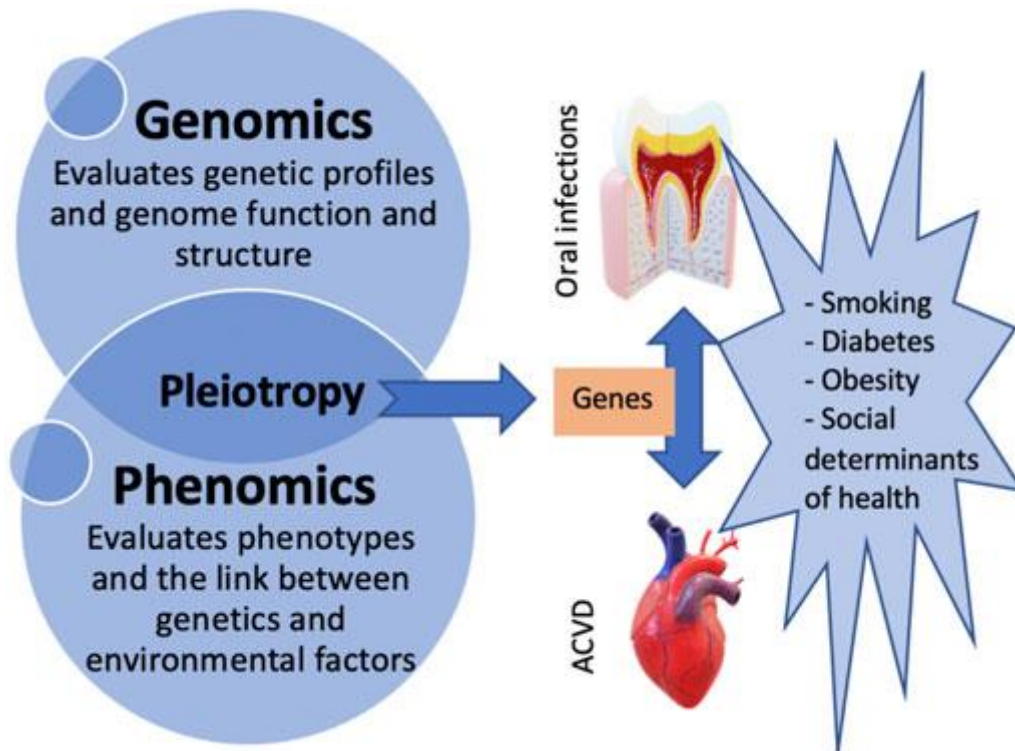 Genomics
Evaluates genetic profiles
and genome function and
structure
Pleiotropy
Phenomics
Evaluates phenotypes
and the link between
genetics and
environmental factors
Oral infections
Genes
ACVD
- Smoking
- Diabetes
- Obesity
- Social
determinants
of health